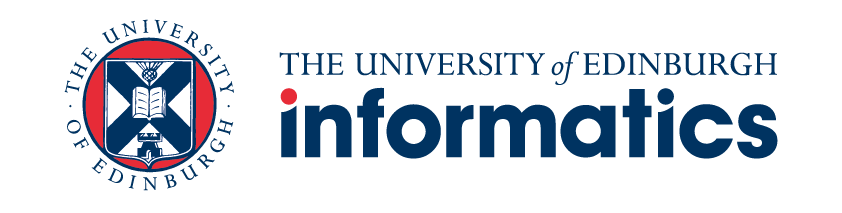 THE UNIVERSITY
OF EDINBURGH
THE UNIVERSITY of EDINBURGH
informatics